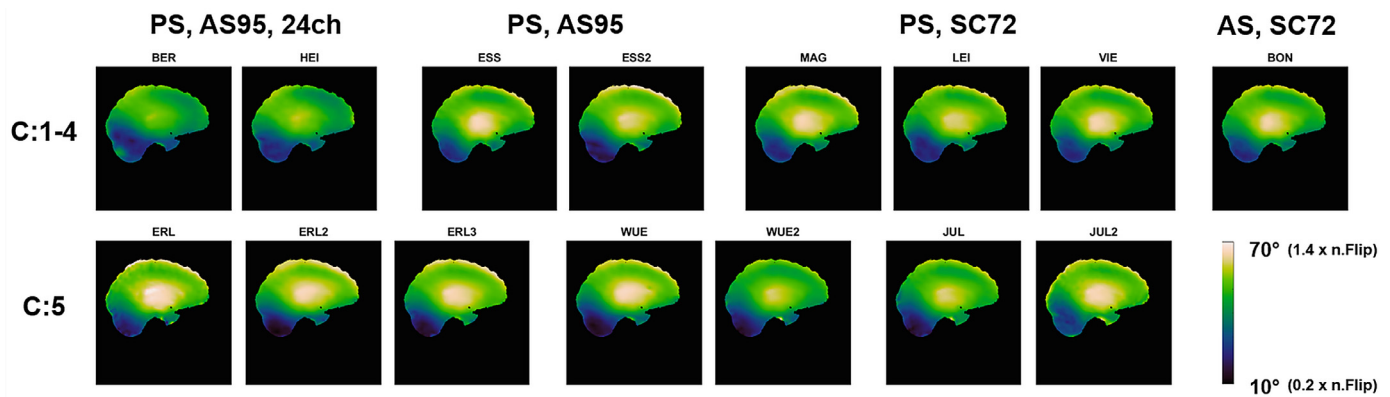 PS, AS95, 24ch PS, AS95 PS, SC72 AS, SC72
BER HEI ESS ESS2 MAG LEI VIE BON
C:1-4
ERL ERL2 ERL3 WUE WUE2 JUL JUL2
C:5
70° (1.4 x n.Flip)
10° (0.2 x n.Flip)